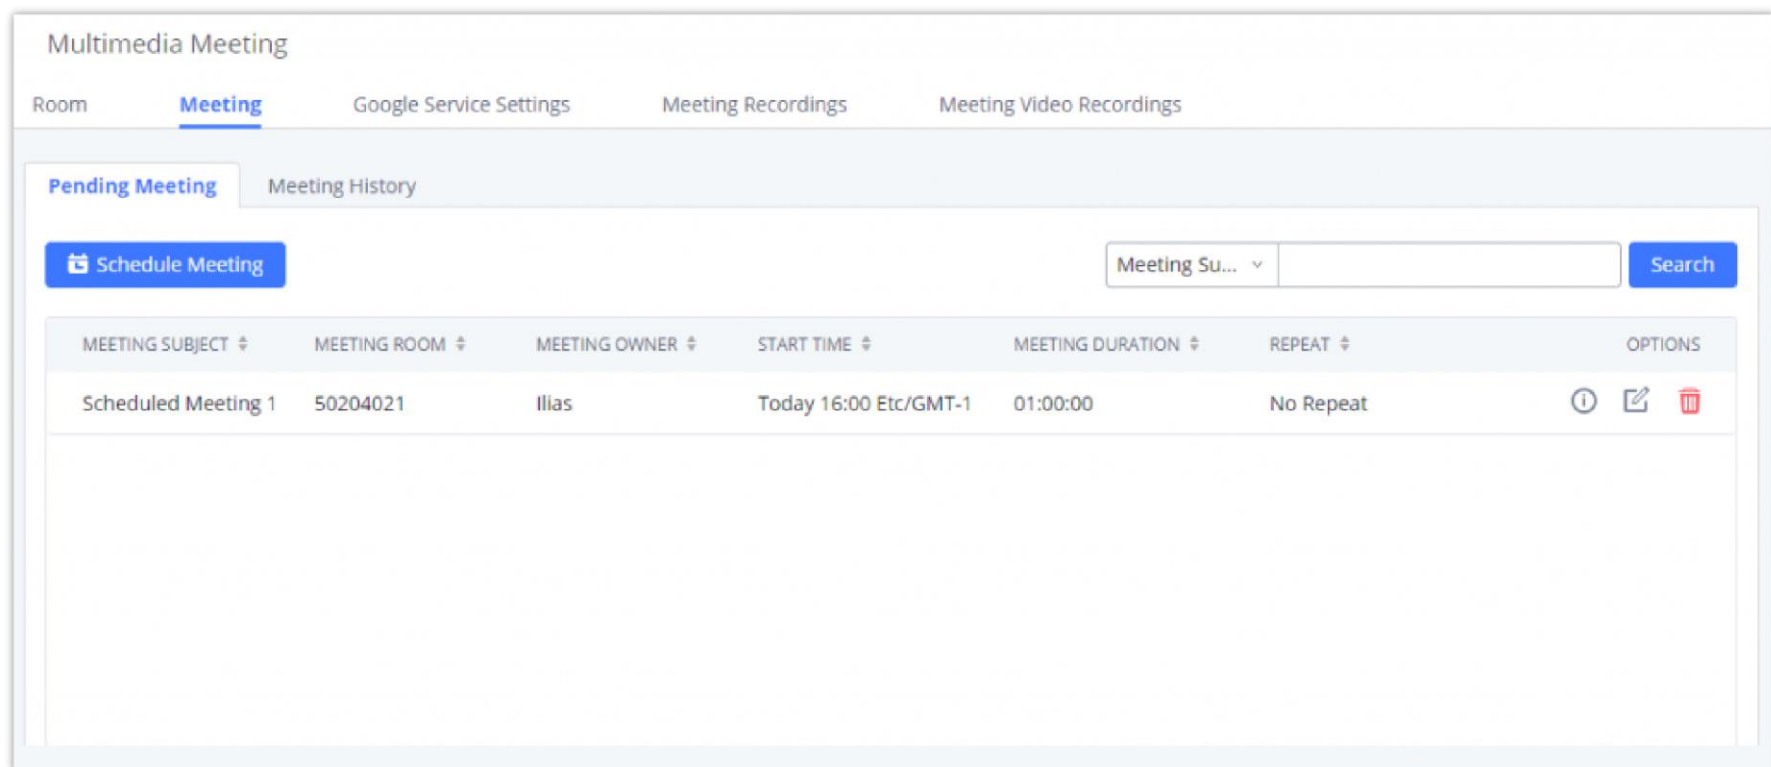 Multimedia Meeting
Room Meeting Google Service Settings Meeting Recordings Meeting Video Recordings
Pending Meeting Meeting History
Schedule Meeting Meeting Su... Search
MEETING SUBJECT MEETING ROOM MEETING OWNER START TIME MEETING DURATION REPEAT OPTIONS
Scheduled Meeting 1 50204021 Ilias Today 16:00 Etc/GMT-1 01:00:00 No Repeat